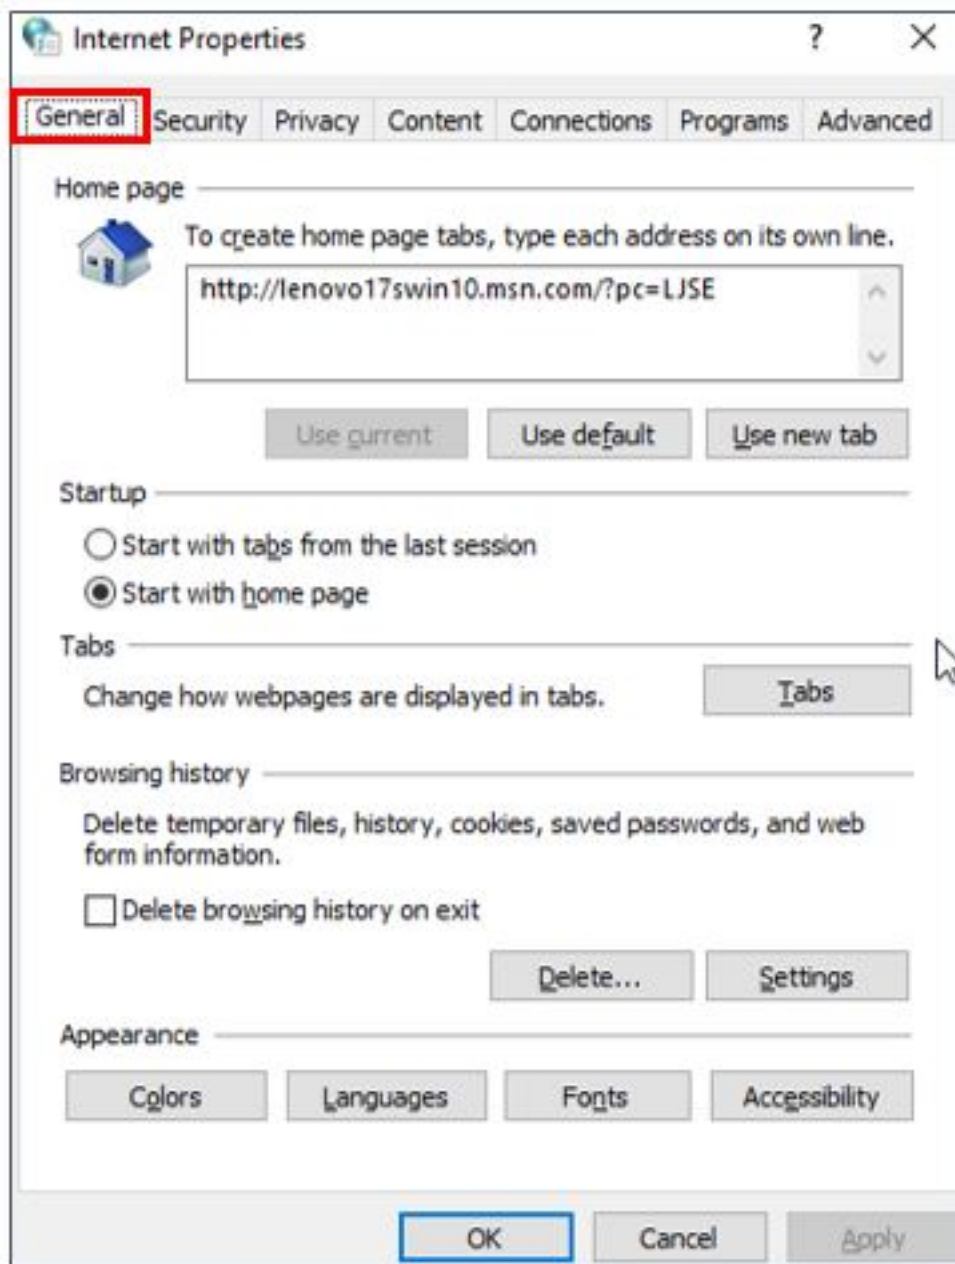 Internet Properties ?
General Security Privacy Content Connections Programs Advanced
Home page
To create home page tabs, type each address on its own line.
http://lenovo17swin10.msn.com/?pc=LJSE
Use current Use default Use new tab
Startup
Start with tabs from the last session
Start with home page
Tabs
Change how webpages are displayed in tabs. Tabs
Browsing history
Delete temporary files, history, cookies, saved passwords, and web
form information.
Delete browsing history on exit
Delete... Settings
Appearance
Colors Languages Fonts Accessibility
OK Cancel Apply